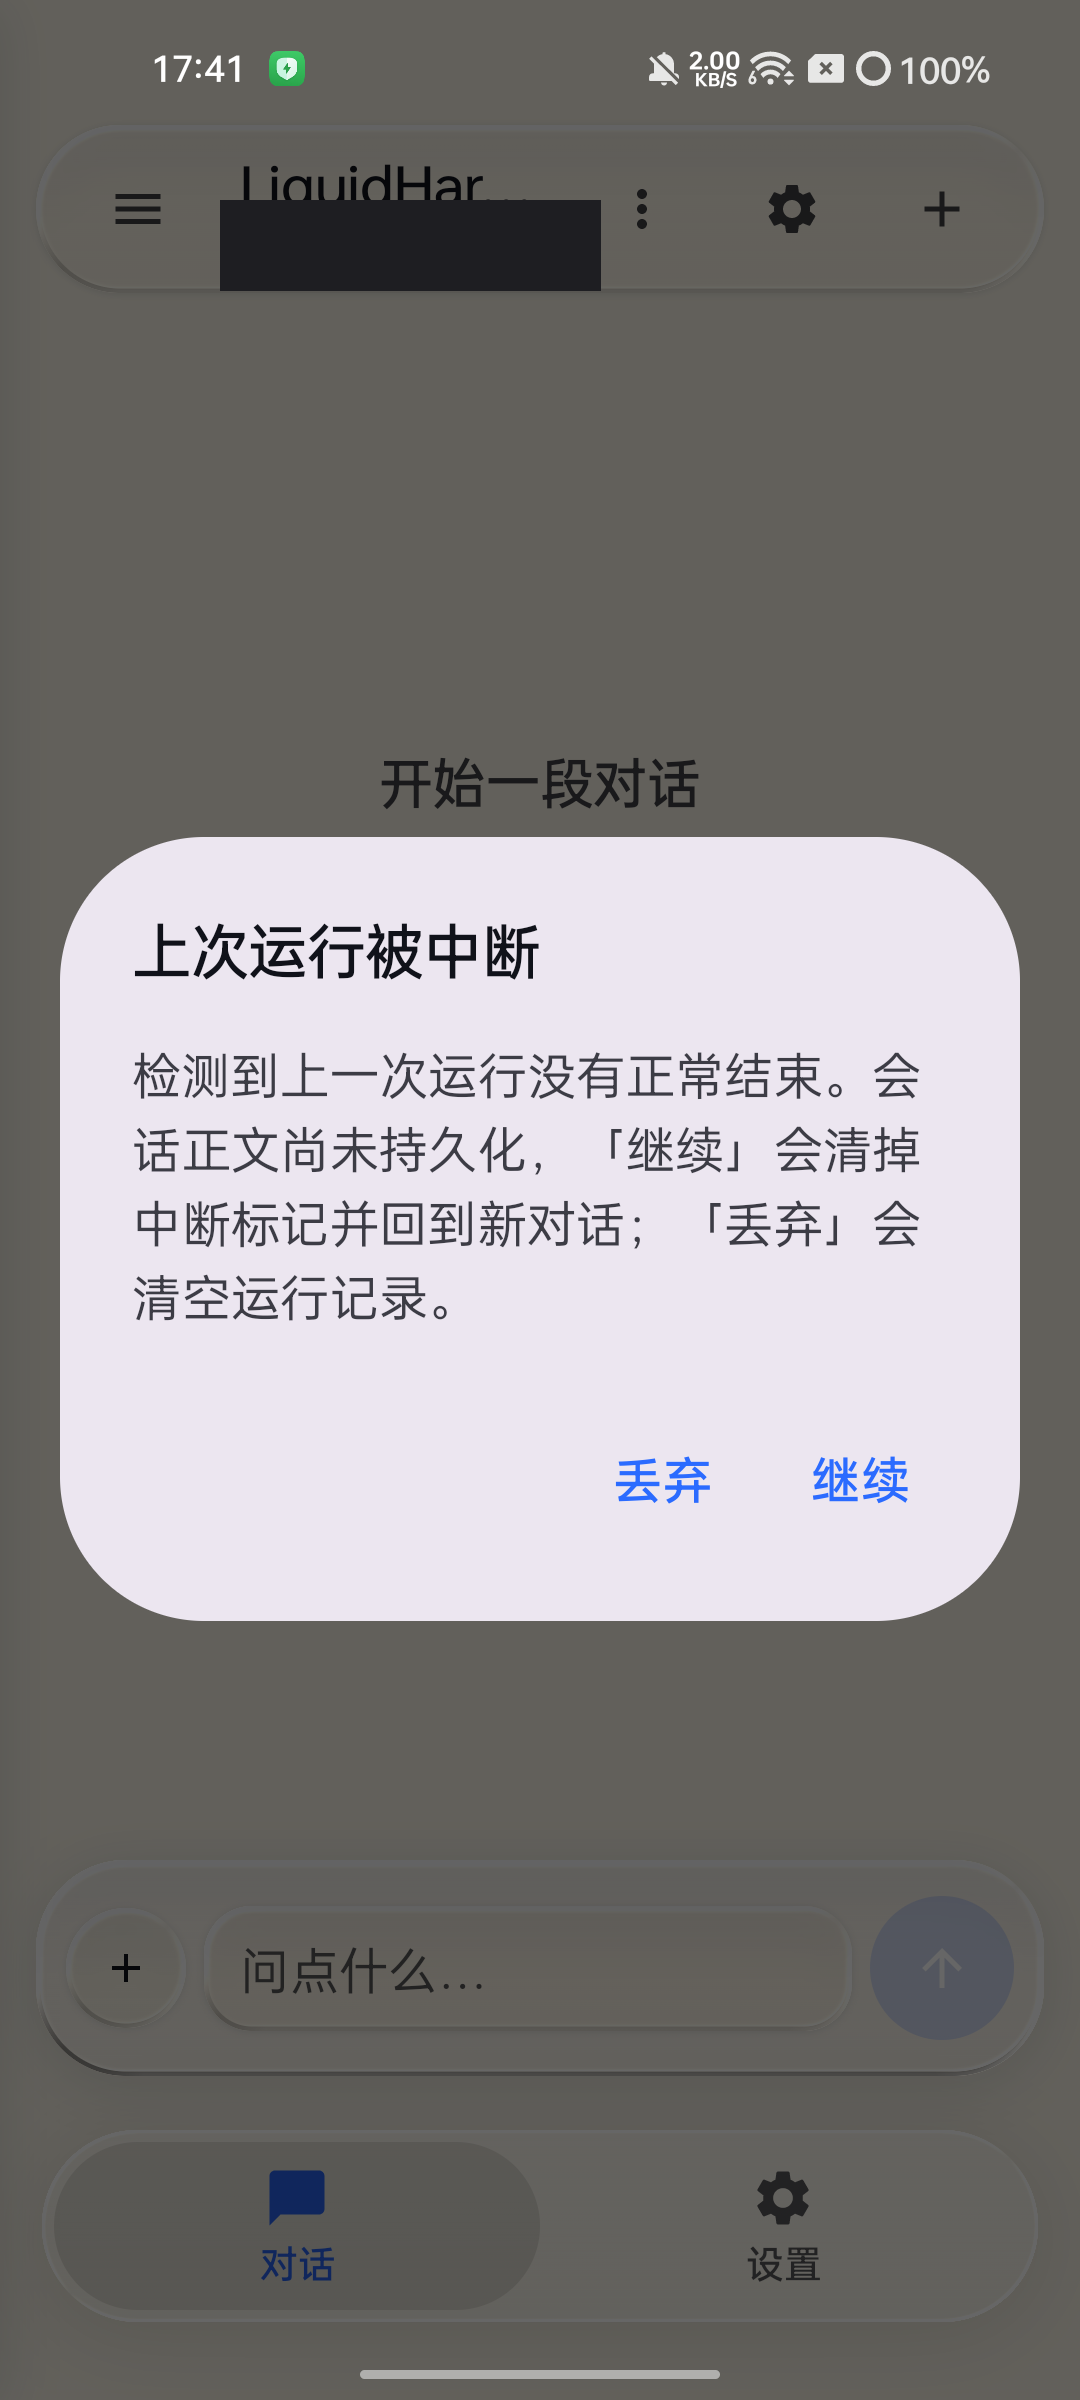 17:41
2.00
KB/S
6
100%
LiquidHar...
开始一段对话
上次运行被中断
检测到上一次运行没有正常结束。会
话正文尚未持久化，「继续」会清掉
中断标记并回到新对话；「丢弃」会
清空运行记录。
丢弃 继续
问点什么...
对话 设置